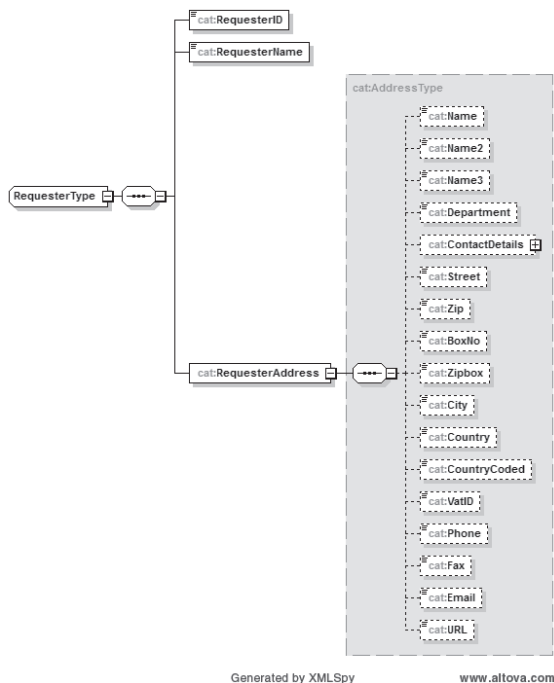 cat:RequesterID
cat:RequesterName
cat:AddressType
cat:Name
cat:Name2
cat:Name3
RequesterType
cat:Department
cat:ContactDetails
cat:Street
cat:Zip
cat:BoxNo
cat:RequesterAddress
cat:Zipbox
cat:City
cat:Country
cat:CountryCoded
cat:VatID
cat:Phone
cat:Fax
cat:Email
cat:URL
Generated by XMLSpy www.altova.com